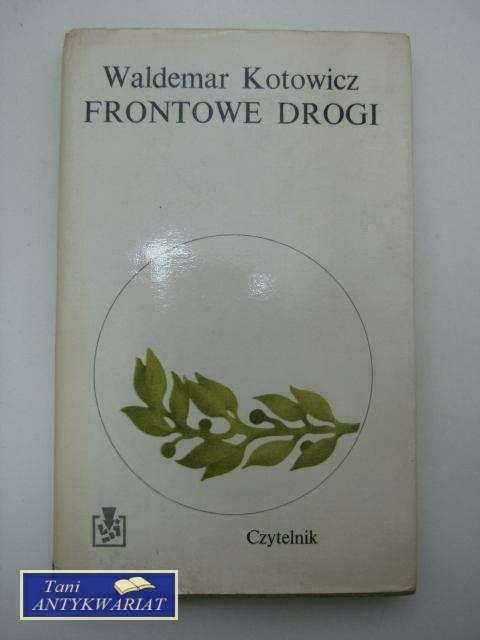 Waldemar Kotowicz
FRONTOWE DROGI
Czytelnik
Tani
ANTYKWARIAT